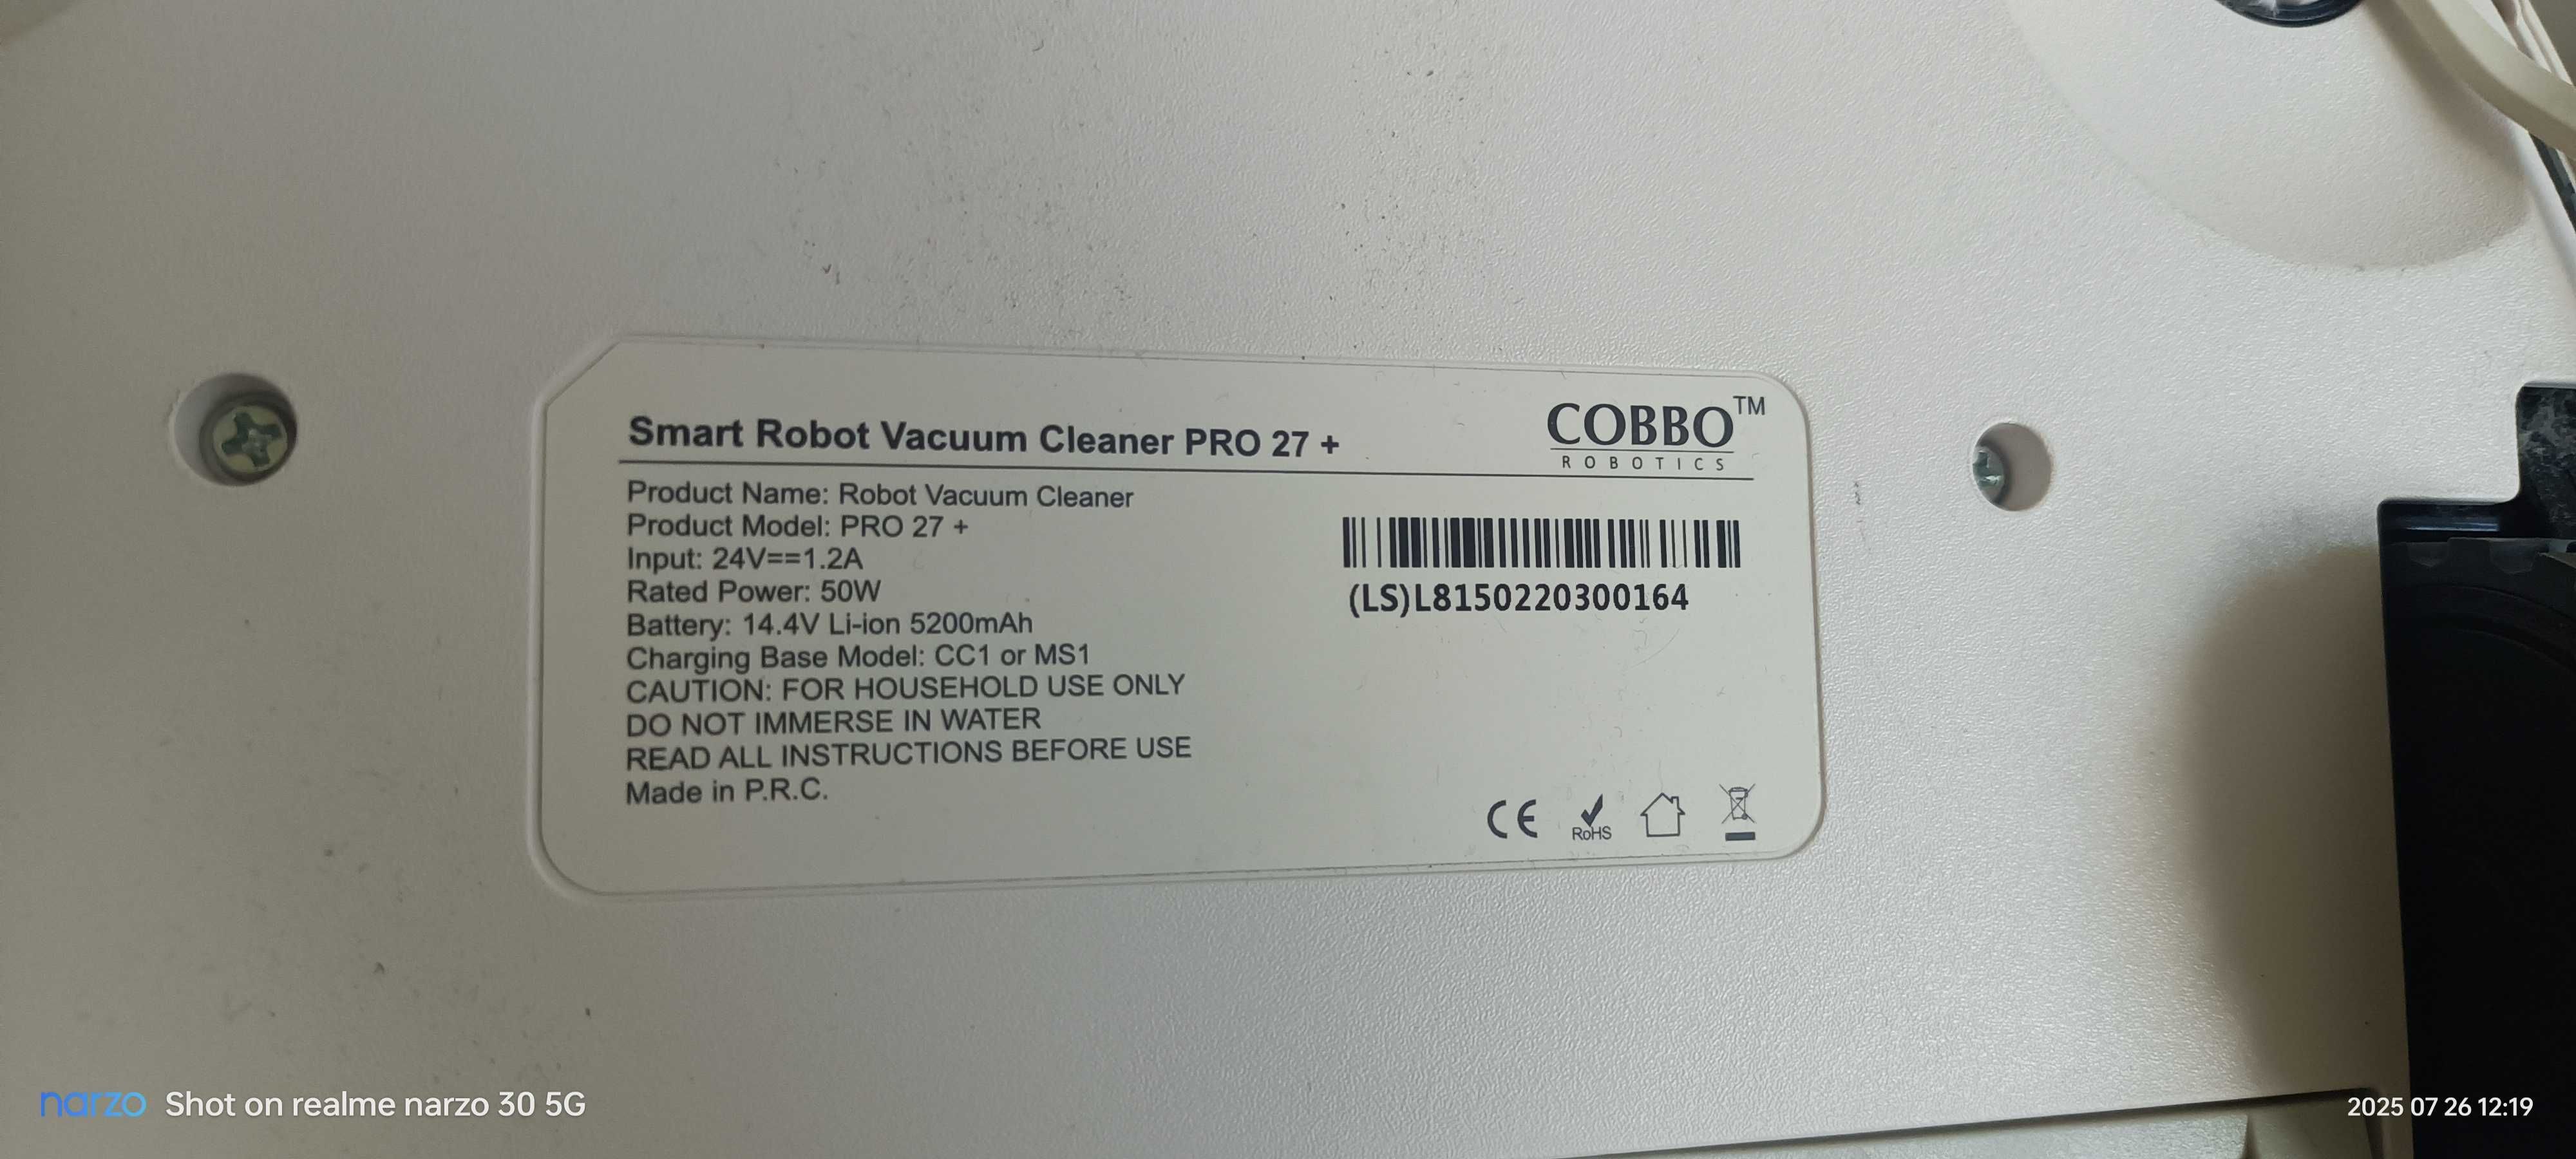 Smart Robot Vacuum Cleaner PRO 27 +
COBBO™
ROBOTICS
Product Name: Robot Vacuum Cleaner
Product Model: PRO 27 +
Input: 24V==1.2A
Rated Power: 50W
Battery: 14.4V Li-ion 5200mAh
Charging Base Model: CC1 or MS1
CAUTION: FOR HOUSEHOLD USE ONLY
DO NOT IMMERSE IN WATER
READ ALL INSTRUCTIONS BEFORE USE
Made in P.R.C.
(LS)L8150220300164
CE
RoHS
narzo Shot on realme narzo 30 5G
2025 07 26 12:19